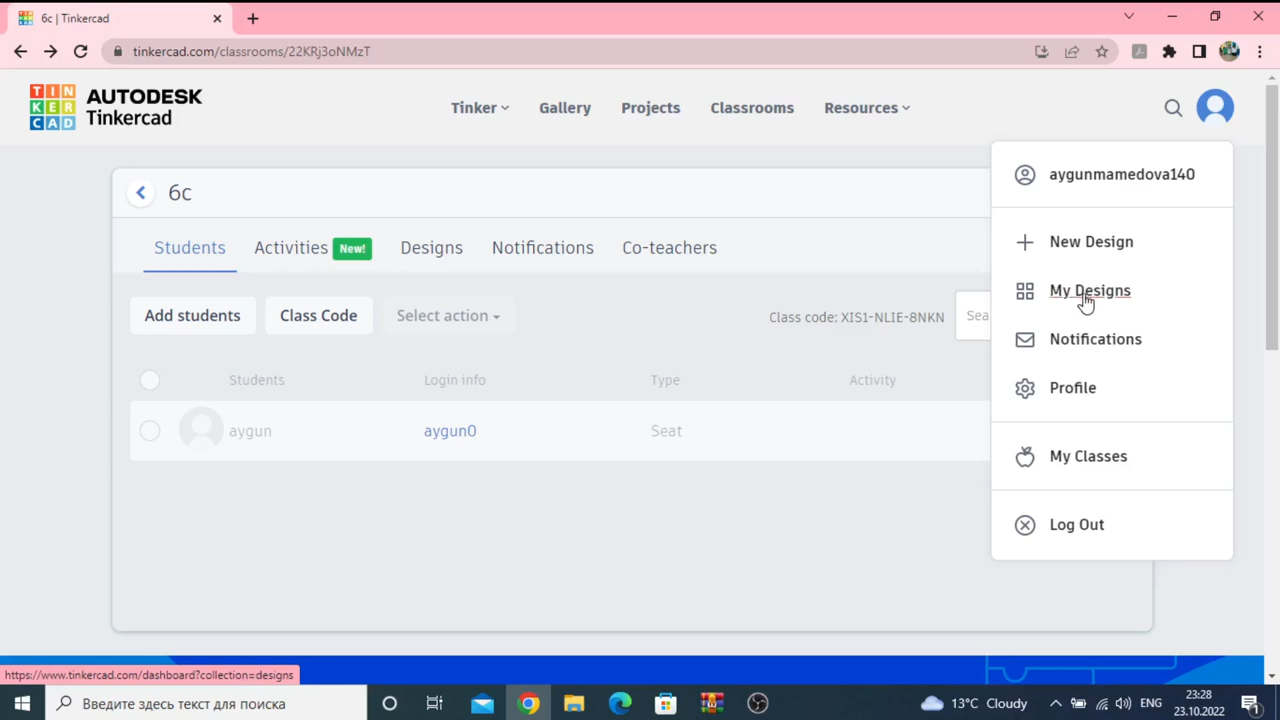 6c | Tinkercad
tinkercad.com/classrooms/22KRj3oNMzT
TIN
KER
CAD
AUTODESK
Tinkercad
Tinker
Gallery
Projects
Classrooms
Resources
aygunmamedova140
6c
New Design
Students
Activities New!
Designs
Notifications
Co-teachers
My Designs
Add students
Class Code
Select action
Class code: XIS1-NLIE-8NKN
Sea
Notifications
Students
Login info
Type
Activity
Profile
aygun
aygun0
Seat
My Classes
Log Out
https://www.tinkercad.com/dashboard?collection=designs
Введите здесь текст для поиска
13°C Cloudy
ENG
23:28
23.10.2022
1